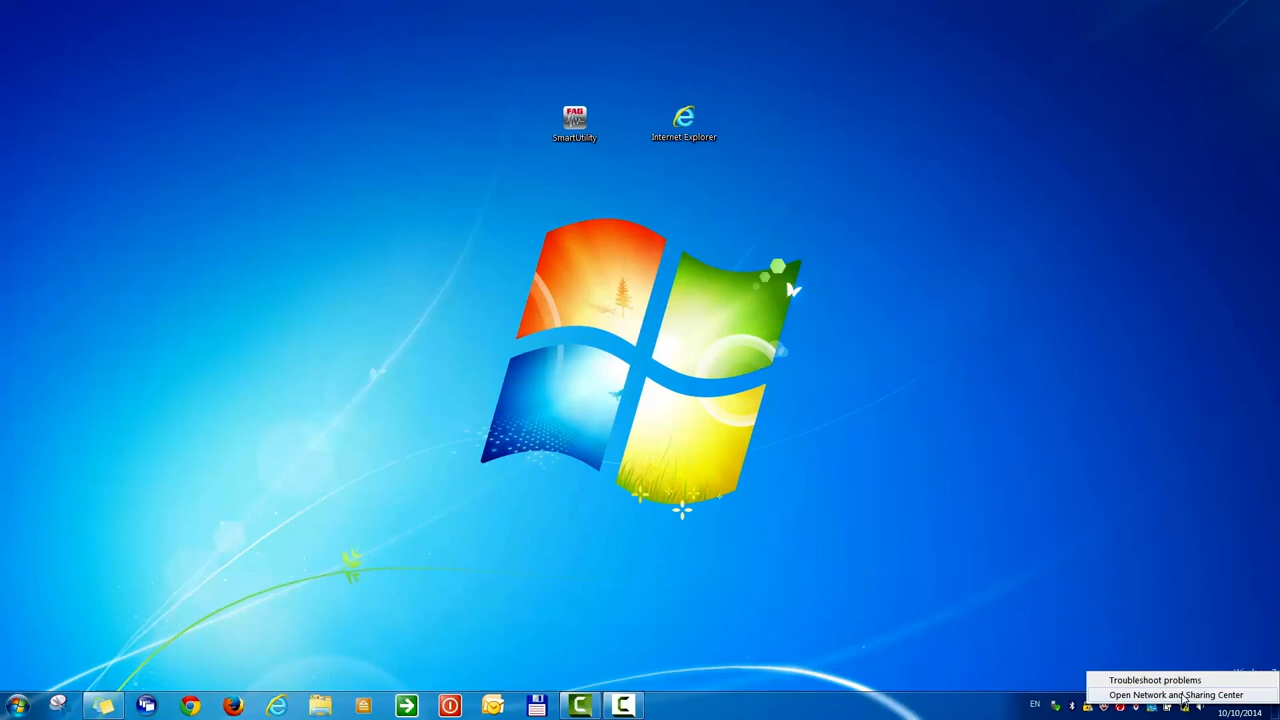 FAG
SmartUtility
Internet Explorer
Troubleshoot problems
Open Network and Sharing Center
EN
10/10/2014